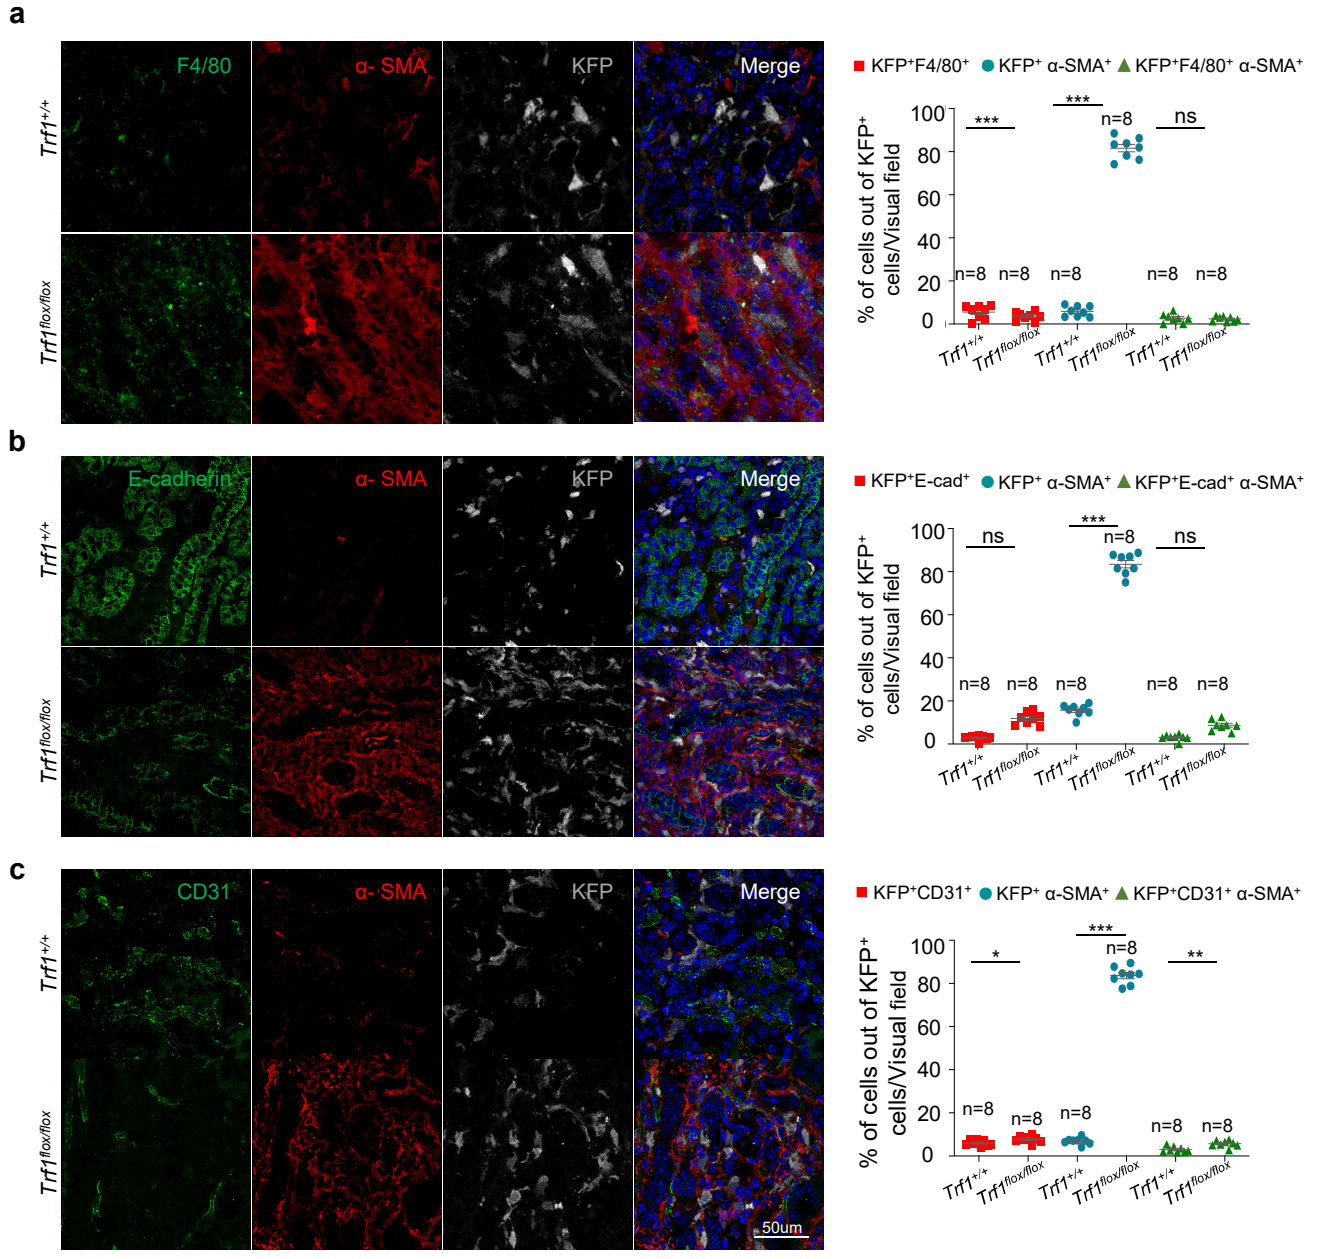 a
F4/80
α- SMA
KFP
Merge
Trf1+/+
Trf1flox/flox
KFP+F4/80+ KFP+ α-SMA+ KFP+F4/80+ α-SMA+
% of cells out of KFP+
cells/Visual field
100
80
60
40
20
0
***
***
ns
n=8
n=8 n=8 n=8 n=8 n=8
Trf1+/+ Trf1flox/flox Trf1+/+ Trf1flox/flox Trf1+/+ Trf1flox/flox
b
E-cadherin
α- SMA
KFP
Merge
Trf1+/+
Trf1flox/flox
KFP+E-cad+ KFP+ α-SMA+ KFP+E-cad+ α-SMA+
% of cells out of KFP+
cells/Visual field
100
80
60
40
20
0
ns
***
ns
n=8
n=8 n=8 n=8 n=8 n=8
Trf1+/+ Trf1flox/flox Trf1+/+ Trf1flox/flox Trf1+/+ Trf1flox/flox
c
CD31
α- SMA
KFP
Merge
Trf1+/+
Trf1flox/flox
50um
KFP+CD31+ KFP+ α-SMA+ KFP+CD31+ α-SMA+
% of cells out of KFP+
cells/Visual field
100
80
60
40
20
0
*
***
**
n=8
n=8 n=8 n=8 n=8 n=8
Trf1+/+ Trf1flox/flox Trf1+/+ Trf1flox/flox Trf1+/+ Trf1flox/flox